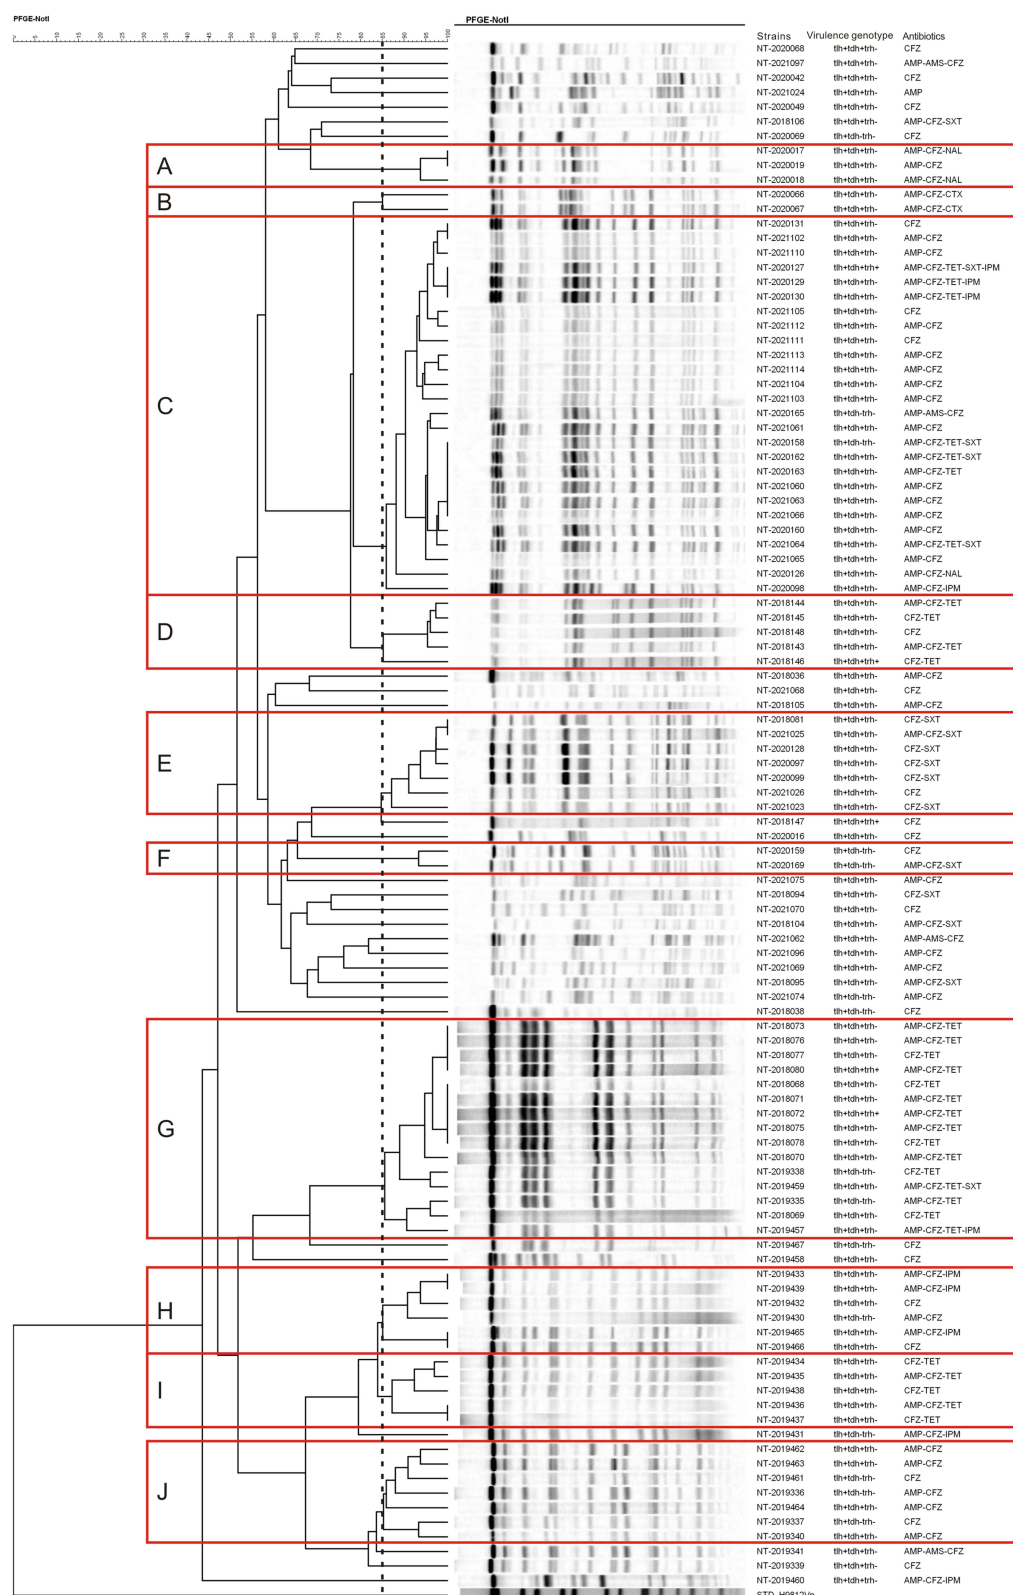 PFGE-NotI
PFGE-NotI
0 5 10 15 20 25 30 35 40 45 50 55 60 65 70 75 80 85 90 95 100
Strains Virulence genotype Antibiotics
NT-2020068 tlh+tdh+trh- CFZ
NT-2021097 tlh+tdh+trh- AMP-AMS-CFZ
NT-2020042 tlh+tdh+trh- CFZ
NT-2021024 tlh+tdh+trh- AMP
NT-2020049 tlh+tdh+trh- CFZ
NT-2018106 tlh+tdh+trh- AMP-CFZ-SXT
NT-2020069 tlh+tdh-trh- CFZ
NT-2020017 tlh+tdh+trh- AMP-CFZ-NAL
A NT-2020019 tlh+tdh+trh- AMP-CFZ
NT-2020018 tlh+tdh+trh- AMP-CFZ-NAL
B NT-2020066 tlh+tdh+trh- AMP-CFZ-CTX
NT-2020067 tlh+tdh+trh- AMP-CFZ-CTX
NT-2020131 tlh+tdh+trh- CFZ
NT-2021102 tlh+tdh+trh- AMP-CFZ
NT-2021110 tlh+tdh+trh- AMP-CFZ
NT-2020127 tlh+tdh+trh+ AMP-CFZ-TET-SXT-IPM
NT-2020129 tlh+tdh+trh- AMP-CFZ-TET-IPM
NT-2020130 tlh+tdh+trh- AMP-CFZ-TET-IPM
NT-2021105 tlh+tdh+trh- CFZ
NT-2021112 tlh+tdh+trh- AMP-CFZ
NT-2021111 tlh+tdh+trh- CFZ
NT-2021113 tlh+tdh+trh- AMP-CFZ
NT-2021114 tlh+tdh+trh- AMP-CFZ
NT-2021104 tlh+tdh+trh- AMP-CFZ
C NT-2021103 tlh+tdh+trh- AMP-CFZ
NT-2020165 tlh+tdh-trh- AMP-AMS-CFZ
NT-2021061 tlh+tdh+trh- AMP-CFZ
NT-2020158 tlh+tdh-trh- AMP-CFZ-TET-SXT
NT-2020162 tlh+tdh+trh- AMP-CFZ-TET-SXT
NT-2020163 tlh+tdh+trh- AMP-CFZ-TET
NT-2021060 tlh+tdh+trh- AMP-CFZ
NT-2021063 tlh+tdh+trh- AMP-CFZ
NT-2021066 tlh+tdh+trh- AMP-CFZ
NT-2020160 tlh+tdh+trh- AMP-CFZ
NT-2021064 tlh+tdh+trh- AMP-CFZ-TET-SXT
NT-2021065 tlh+tdh+trh- AMP-CFZ
NT-2020126 tlh+tdh+trh- AMP-CFZ-NAL
NT-2020098 tlh+tdh+trh- AMP-CFZ-IPM
NT-2018144 tlh+tdh+trh- AMP-CFZ-TET
NT-2018145 tlh+tdh+trh- CFZ-TET
D NT-2018148 tlh+tdh+trh- CFZ
NT-2018143 tlh+tdh+trh- AMP-CFZ-TET
NT-2018146 tlh+tdh+trh+ CFZ-TET
NT-2018036 tlh+tdh+trh- AMP-CFZ
NT-2021068 tlh+tdh+trh- CFZ
NT-2018105 tlh+tdh+trh- AMP-CFZ
NT-2018081 tlh+tdh+trh- CFZ-SXT
NT-2021025 tlh+tdh+trh- AMP-CFZ-SXT
NT-2020128 tlh+tdh+trh- CFZ-SXT
E NT-2020097 tlh+tdh+trh- CFZ-SXT
NT-2020099 tlh+tdh+trh- CFZ-SXT
NT-2021026 tlh+tdh+trh- CFZ
NT-2021023 tlh+tdh+trh- CFZ-SXT
NT-2018147 tlh+tdh+trh+ CFZ
NT-2020016 tlh+tdh+trh- CFZ
F NT-2020159 tlh+tdh-trh- CFZ
NT-2020169 tlh+tdh-trh- AMP-CFZ-SXT
NT-2021075 tlh+tdh+trh- AMP-CFZ
NT-2018094 tlh+tdh+trh- CFZ-SXT
NT-2021070 tlh+tdh+trh- CFZ
NT-2018104 tlh+tdh+trh- AMP-CFZ-SXT
NT-2021062 tlh+tdh+trh- AMP-AMS-CFZ
NT-2021096 tlh+tdh+trh- AMP-CFZ
NT-2021069 tlh+tdh+trh- AMP-CFZ
NT-2018095 tlh+tdh+trh- AMP-CFZ-SXT
NT-2021074 tlh+tdh-trh- AMP-CFZ
NT-2018038 tlh+tdh-trh- CFZ
NT-2018073 tlh+tdh+trh- AMP-CFZ-TET
NT-2018076 tlh+tdh+trh- AMP-CFZ-TET
NT-2018077 tlh+tdh+trh- CFZ-TET
NT-2018080 tlh+tdh+trh+ AMP-CFZ-TET
NT-2018068 tlh+tdh+trh- CFZ-TET
NT-2018071 tlh+tdh+trh- AMP-CFZ-TET
NT-2018072 tlh+tdh+trh+ AMP-CFZ-TET
G NT-2018075 tlh+tdh+trh- AMP-CFZ-TET
NT-2018078 tlh+tdh+trh- CFZ-TET
NT-2018070 tlh+tdh+trh- AMP-CFZ-TET
NT-2019338 tlh+tdh-trh- CFZ-TET
NT-2019459 tlh+tdh+trh- AMP-CFZ-TET-SXT
NT-2019335 tlh+tdh-trh- AMP-CFZ-TET
NT-2018069 tlh+tdh+trh- CFZ-TET
NT-2019457 tlh+tdh+trh- AMP-CFZ-TET-IPM
NT-2019467 tlh+tdh-trh- CFZ
NT-2019458 tlh+tdh+trh- CFZ
NT-2019433 tlh+tdh+trh- AMP-CFZ-IPM
NT-2019439 tlh+tdh+trh- AMP-CFZ-IPM
H NT-2019432 tlh+tdh+trh- CFZ
NT-2019430 tlh+tdh-trh- AMP-CFZ
NT-2019465 tlh+tdh+trh- AMP-CFZ-IPM
NT-2019466 tlh+tdh+trh- CFZ
NT-2019434 tlh+tdh+trh- CFZ-TET
NT-2019435 tlh+tdh+trh- AMP-CFZ-TET
I NT-2019438 tlh+tdh+trh- CFZ-TET
NT-2019436 tlh+tdh+trh- AMP-CFZ-TET
NT-2019437 tlh+tdh+trh- CFZ-TET
NT-2019431 tlh+tdh-trh- AMP-CFZ-IPM
NT-2019462 tlh+tdh+trh- AMP-CFZ
NT-2019463 tlh+tdh+trh- AMP-CFZ
NT-2019461 tlh+tdh-trh- CFZ
J NT-2019336 tlh+tdh-trh- AMP-CFZ
NT-2019464 tlh+tdh+trh- AMP-CFZ
NT-2019337 tlh+tdh-trh- CFZ
NT-2019340 tlh+tdh+trh- AMP-CFZ
NT-2019341 tlh+tdh+trh- AMP-AMS-CFZ
NT-2019339 tlh+tdh+trh- CFZ
NT-2019460 tlh+tdh+trh- AMP-CFZ-IPM